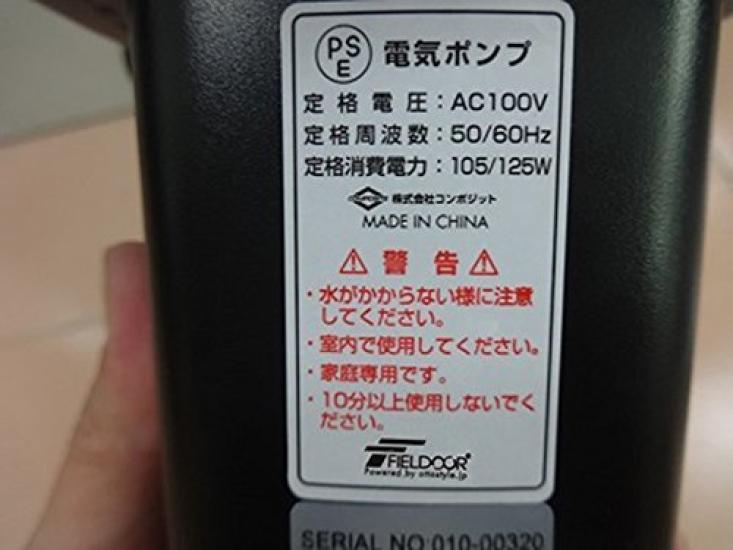 PSE 電気ポンプ
定格電圧：AC100V
定格周波数：50/60Hz
定格消費電力：105/125W
株式会社コンポジット
MADE IN CHINA
警告
・水がかからない様に注意
してください。
・室内で使用してください。
・家庭専用です。
・10分以上使用しないでく
ださい。
FIELDOOR
Powered by ottostyle.jp
SERIAL NO:010-00320